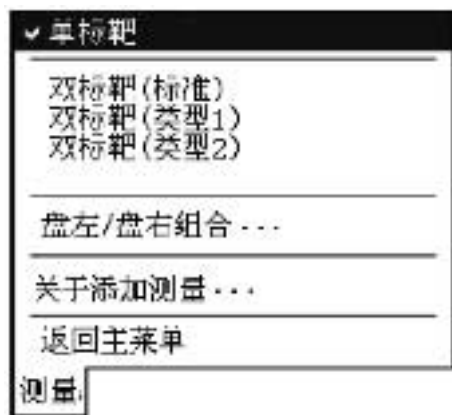 ✓单标靶
双标靶(标准)
双标靶(类型1)
双标靶(类型2)
盘左/盘右组合...
关于添加测量...
返回主菜单
测量